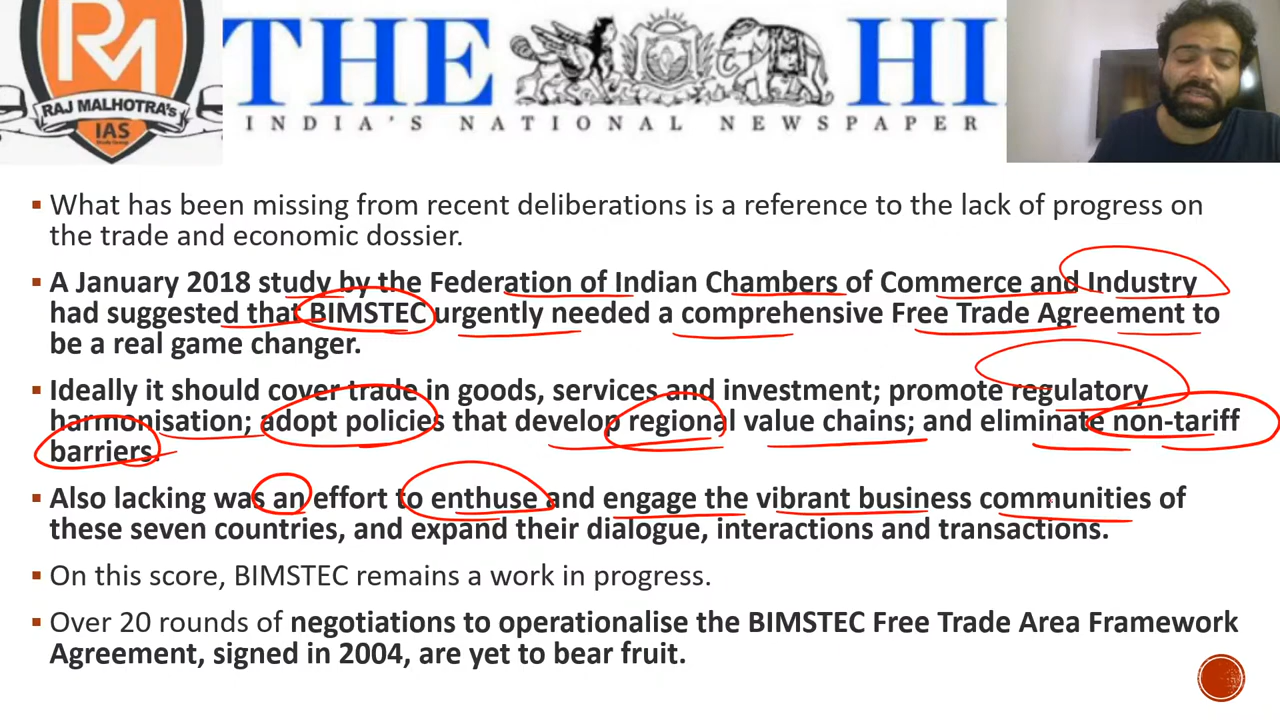 RM
RAJ MALHOTRA's
IAS
Study Group
THE HI
INDIA'S NATIONAL NEWSPAPER
What has been missing from recent deliberations is a reference to the lack of progress on
the trade and economic dossier.
A January 2018 study by the Federation of Indian Chambers of Commerce and Industry
had suggested that BIMSTEC urgently needed a comprehensive Free Trade Agreement to
be a real game changer.
Ideally it should cover trade in goods, services and investment; promote regulatory
harmonisation; adopt policies that develop regional value chains; and eliminate non-tariff
barriers.
Also lacking was an effort to enthuse and engage the vibrant business communities of
these seven countries, and expand their dialogue, interactions and transactions.
On this score, BIMSTEC remains a work in progress.
Over 20 rounds of negotiations to operationalise the BIMSTEC Free Trade Area Framework
Agreement, signed in 2004, are yet to bear fruit.